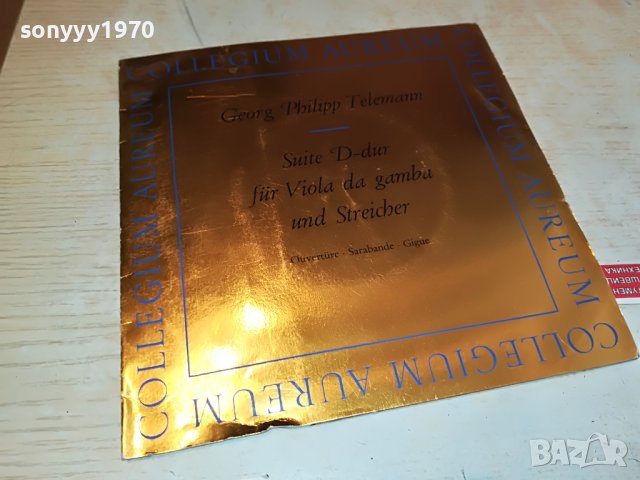 sonyyy1970
COLLEGIUM AUREUM
COLLEGIUM AUREUM
COLLEGIUM AUREUM
COLLEGIUM AUREUM
Georg Philipp Telemann
Suite D-dur
für Viola da gamba
und Streicher
Ouvertüre · Sarabande · Gigue
ТЕХНИКА
BAZAR